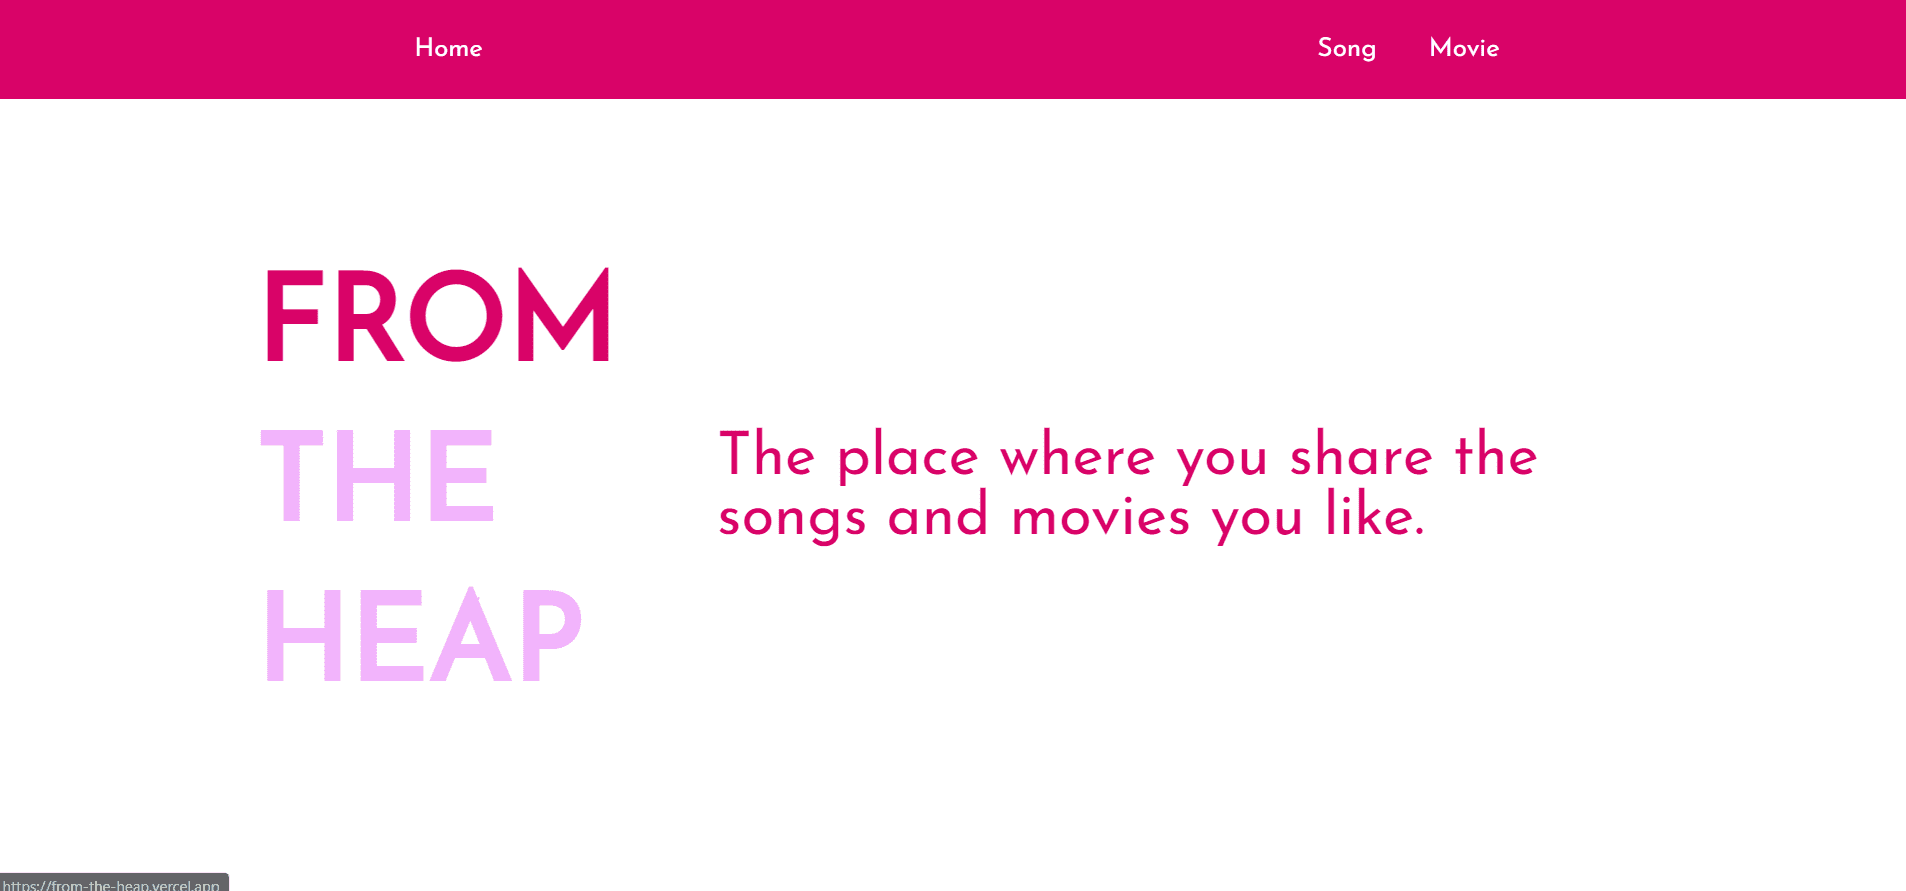 Home Song Movie
FROM
THE
HEAP
The place where you share the
songs and movies you like.
https://from-the-heap.vercel.app